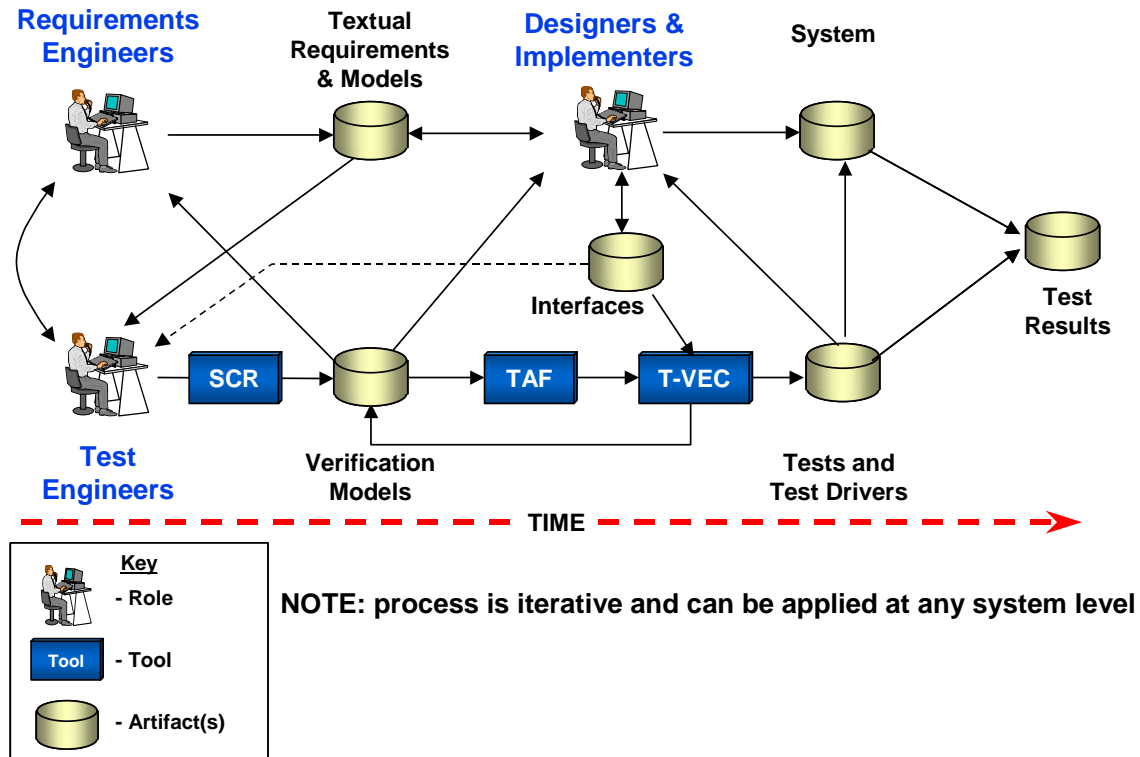 Requirements
Engineers
Textual
Requirements
& Models
Designers &
Implementers
System
Interfaces
Test
Results
SCR
TAF
T-VEC
Test
Engineers
Verification
Models
Tests and
Test Drivers
TIME
Key
- Role
Tool
- Tool
- Artifact(s)
NOTE: process is iterative and can be applied at any system level